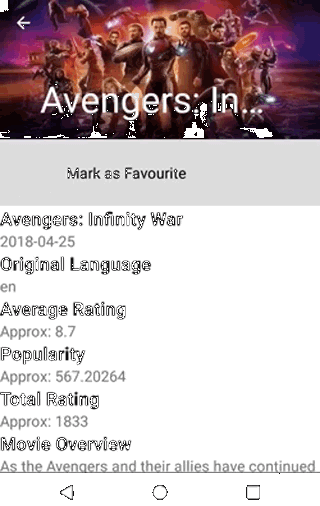 Avengers: In...
Mark as Favourite
Avengers: Infinity War
2018-04-25
Original Language
en
Average Rating
Approx: 8.7
Popularity
Approx: 567.20264
Total Rating
Approx: 1833
Movie Overview
As the Avengers and their allies have continued